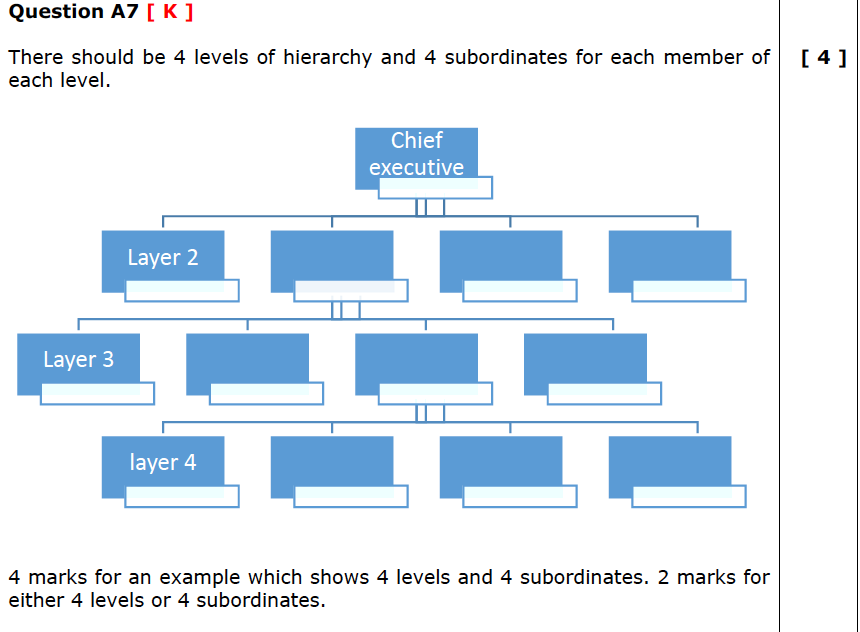 Question A7 [ K ]
There should be 4 levels of hierarchy and 4 subordinates for each member of
each level.
[ 4 ]
Chief
executive
Layer 2
Layer 3
layer 4
4 marks for an example which shows 4 levels and 4 subordinates. 2 marks for
either 4 levels or 4 subordinates.